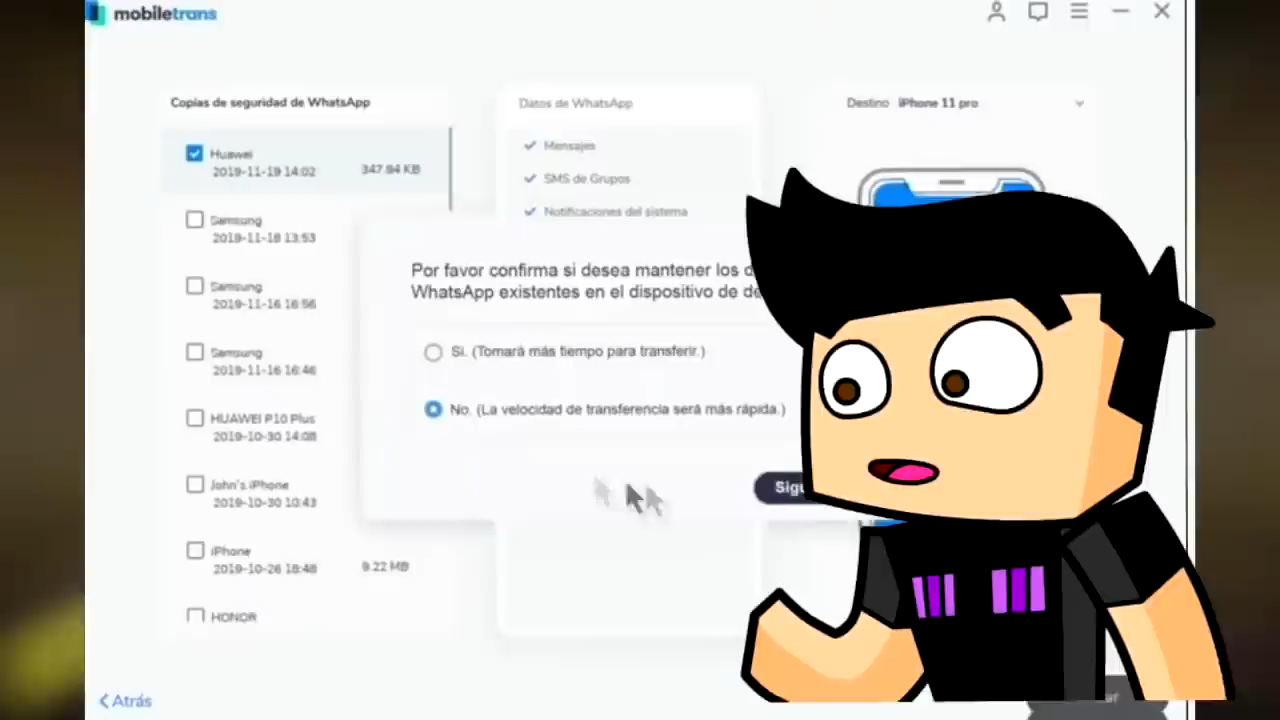 mobiletrans
Copias de seguridad de WhatsApp
Datos de WhatsApp
Destino iPhone 11 pro
Huawei
2019-11-19 14:02
347.94 KB
Mensajes
Samsung
2019-11-18 13:53
SMS de Grupos
Notificaciones del sistema
Samsung
2019-11-16 16:56
Por favor confirma si desea mantener los
WhatsApp existentes en el dispositivo de
Samsung
2019-11-16 16:46
Si. (Tomará más tiempo para transferir.)
HUAWEI P10 Plus
2019-10-30 14:08
No. (La velocidad de transferencia será más rápida.)
John's iPhone
2019-10-30 10:43
iPhone
2019-10-26 18:48
9.22 MB
HONOR
Atrás